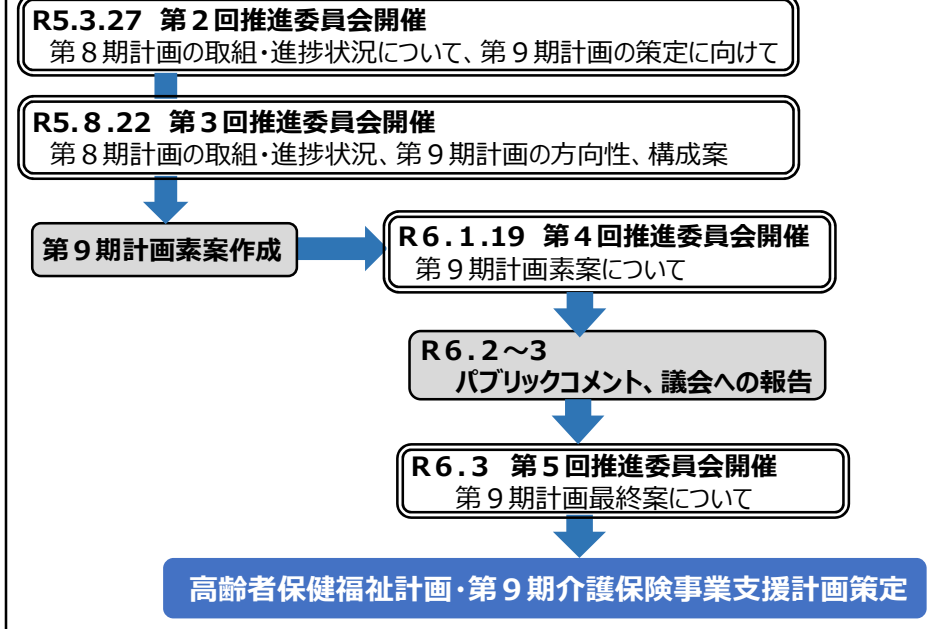 R5.3.27 第２回推進委員会開催
第８期計画の取組・進捗状況について、第９期計画の策定に向けて
R5.８.22 第３回推進委員会開催
第８期計画の取組・進捗状況、第９期計画の方向性、構成案
第９期計画素案作成
Ｒ６.１.19 第４回推進委員会開催
第９期計画素案について
Ｒ６.２～３
パブリックコメント、議会への報告
Ｒ６.３ 第５回推進委員会開催
第９期計画最終案について
高齢者保健福祉計画・第９期介護保険事業支援計画策定